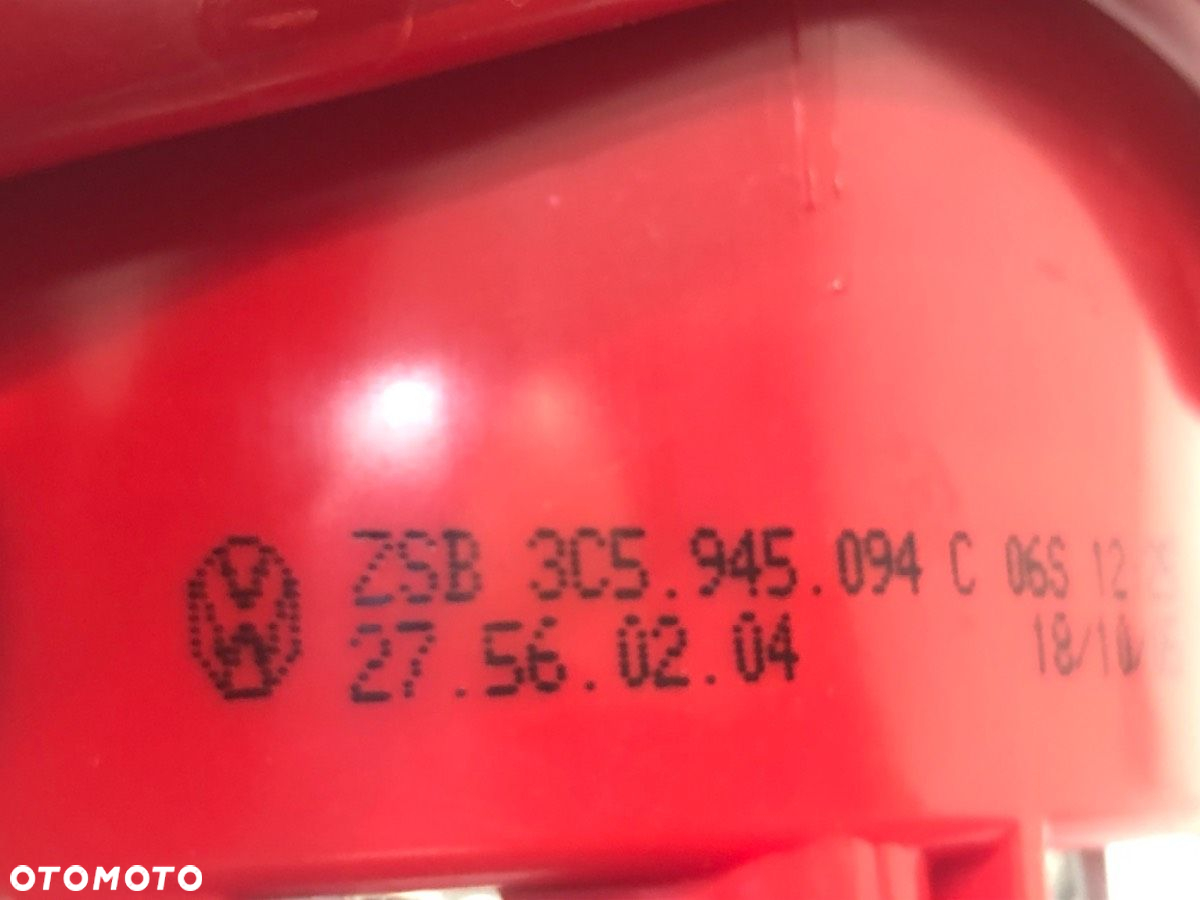 ZSB 3C5.945.094 C 06S 12
27.56.02.04 18/10/
OTOMOTO